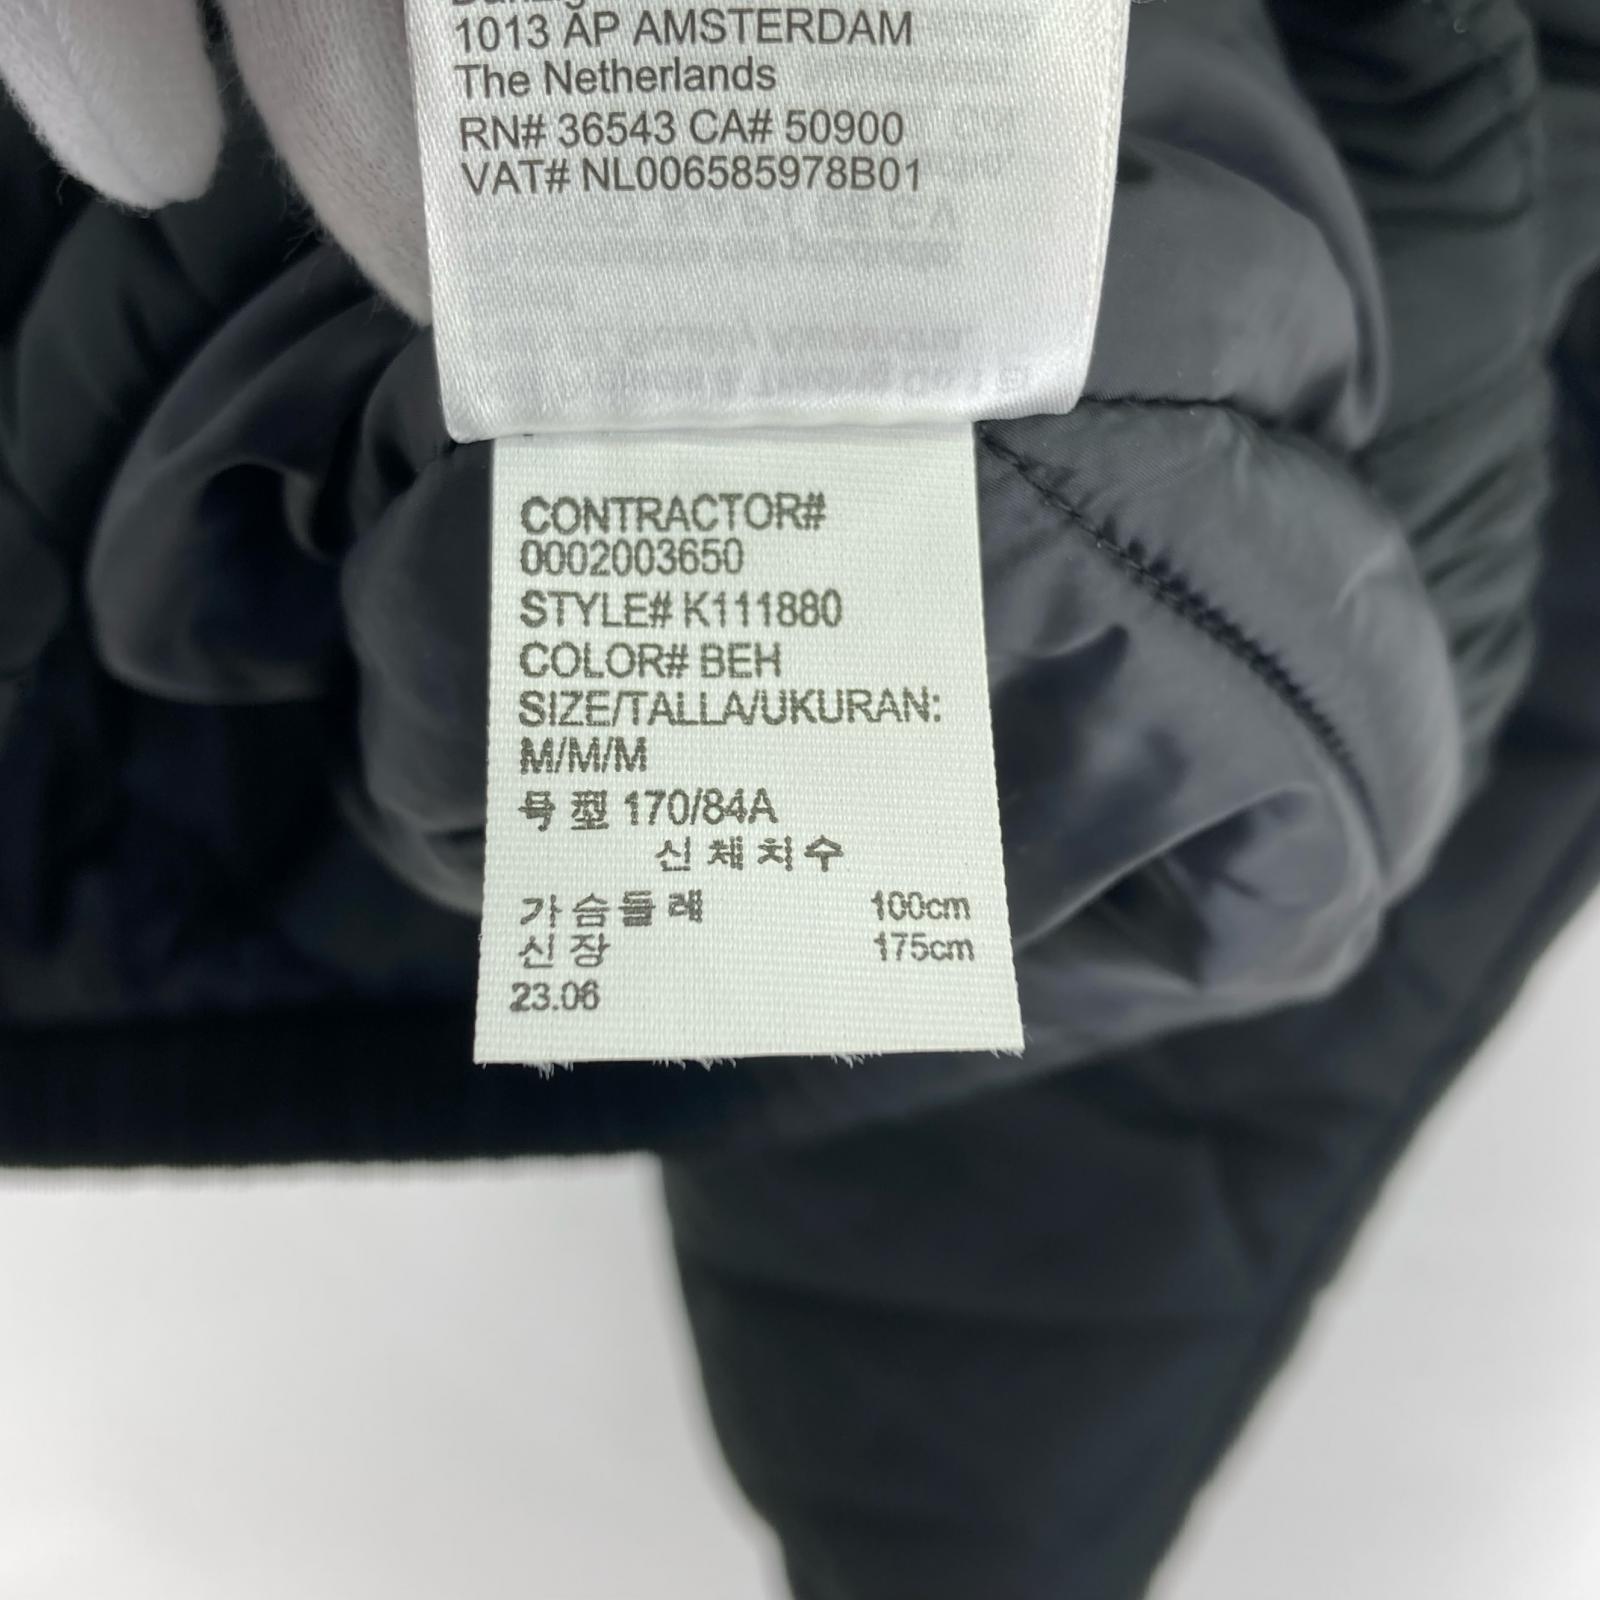 1013 AP AMSTERDAM
The Netherlands
RN# 36543 CA# 50900
VAT# NL006585978B01
CONTRACTOR#
0002003650
STYLE# K111880
COLOR# BEH
SIZE/TALLA/UKURAN:
M/M/M
号型 170/84A
신체치수
가슴둘레 100cm
신장 175cm
23.06